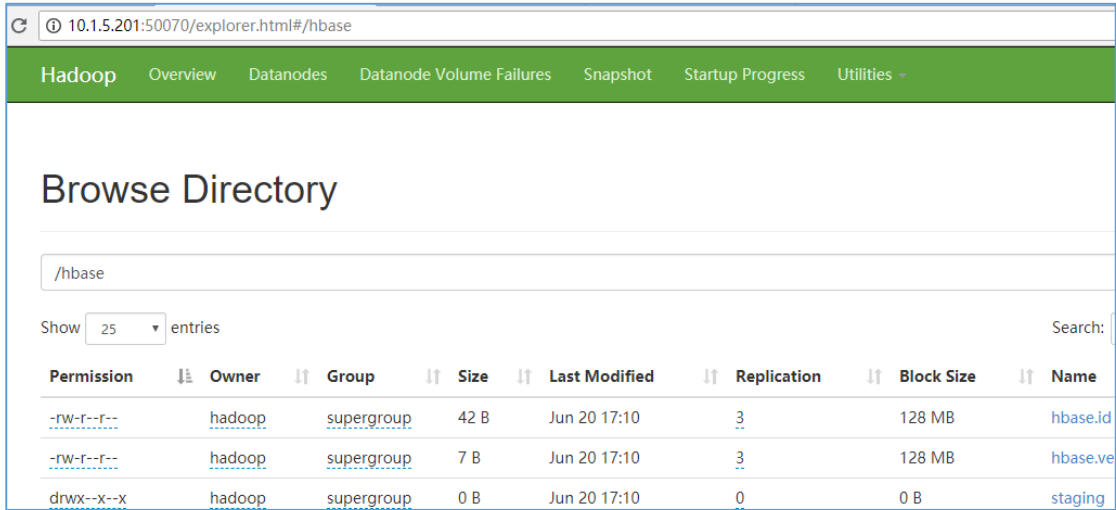 10.1.5.201:50070/explorer.html#/hbase
Hadoop Overview Datanodes Datanode Volume Failures Snapshot Startup Progress Utilities
Browse Directory
/hbase
Show 25 entries Search:
Permission Owner Group Size Last Modified Replication Block Size Name
-rw-r--r-- hadoop supergroup 42 B Jun 20 17:10 3 128 MB hbase.id
-rw-r--r-- hadoop supergroup 7 B Jun 20 17:10 3 128 MB hbase.ve
drwx--x--x hadoop supergroup 0 B Jun 20 17:10 0 0 B staging